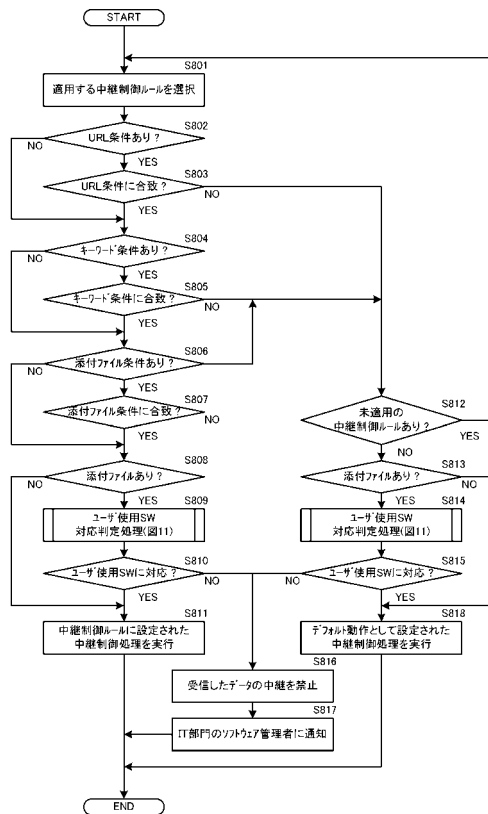 START
S801
適用する中継制御ルールを選択
S802
URL条件あり?
NO
YES
S803
URL条件に合致?
NO
YES
S804
キーワード条件あり?
NO
YES
S805
キーワード条件に合致?
NO
YES
S806
添付ファイル条件あり?
NO
YES
S807
添付ファイル条件に合致?
NO
YES
S808
添付ファイルあり?
NO
YES
S809
ユーザ使用SW
対応判定処理(図11)
S810
ユーザ使用SWに対応?
NO
YES
S811
中継制御ルールに設定された
中継制御処理を実行
S812
未適用の
中継制御ルールあり?
YES
NO
S813
添付ファイルあり?
NO
YES
S814
ユーザ使用SW
対応判定処理(図11)
S815
ユーザ使用SWに対応?
NO
YES
S818
デフォルト動作として設定された
中継制御処理を実行
S816
受信したデータの中継を禁止
S817
IT部門のソフトウェア管理者に通知
END